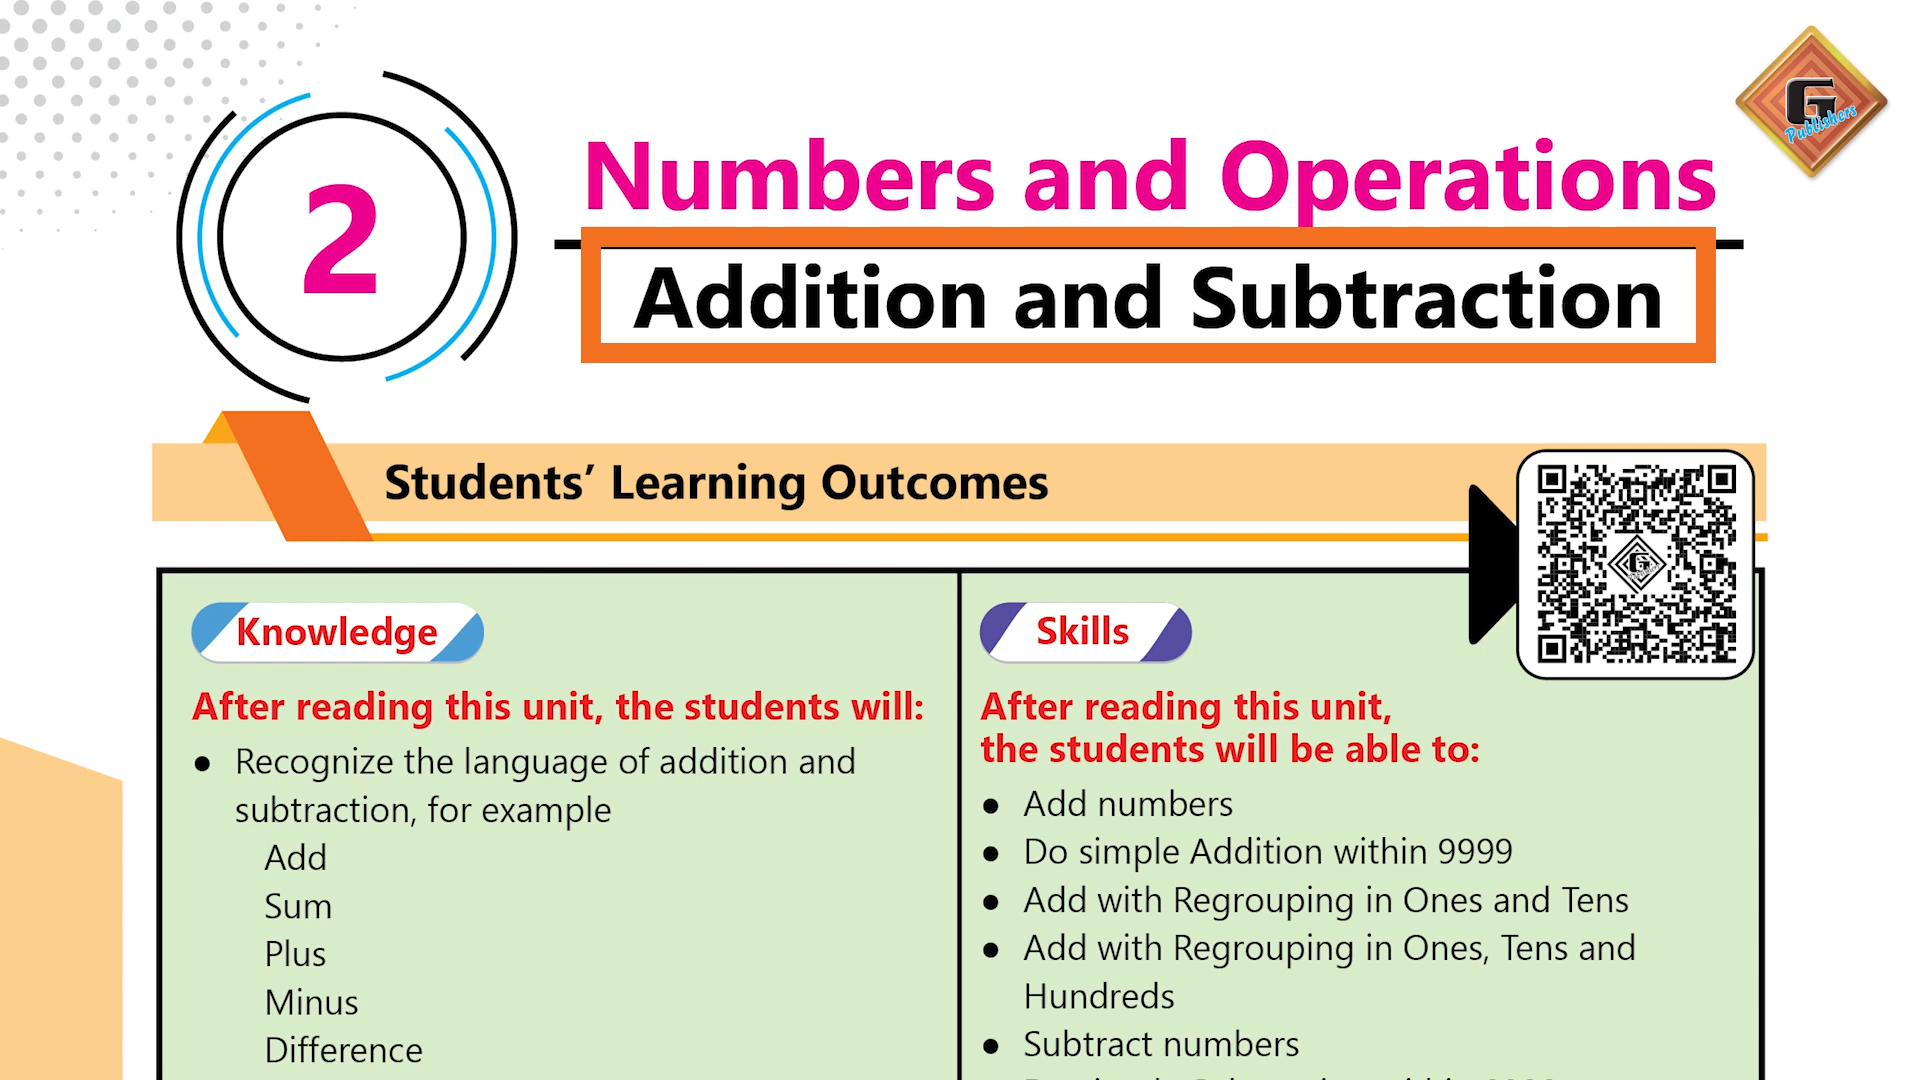 G
Publishers
2
Numbers and Operations
Addition and Subtraction
Students’ Learning Outcomes
Knowledge
After reading this unit, the students will:
● Recognize the language of addition and
subtraction, for example
Add
Sum
Plus
Minus
Difference
Skills
After reading this unit,
the students will be able to:
● Add numbers
● Do simple Addition within 9999
● Add with Regrouping in Ones and Tens
● Add with Regrouping in Ones, Tens and
Hundreds
● Subtract numbers